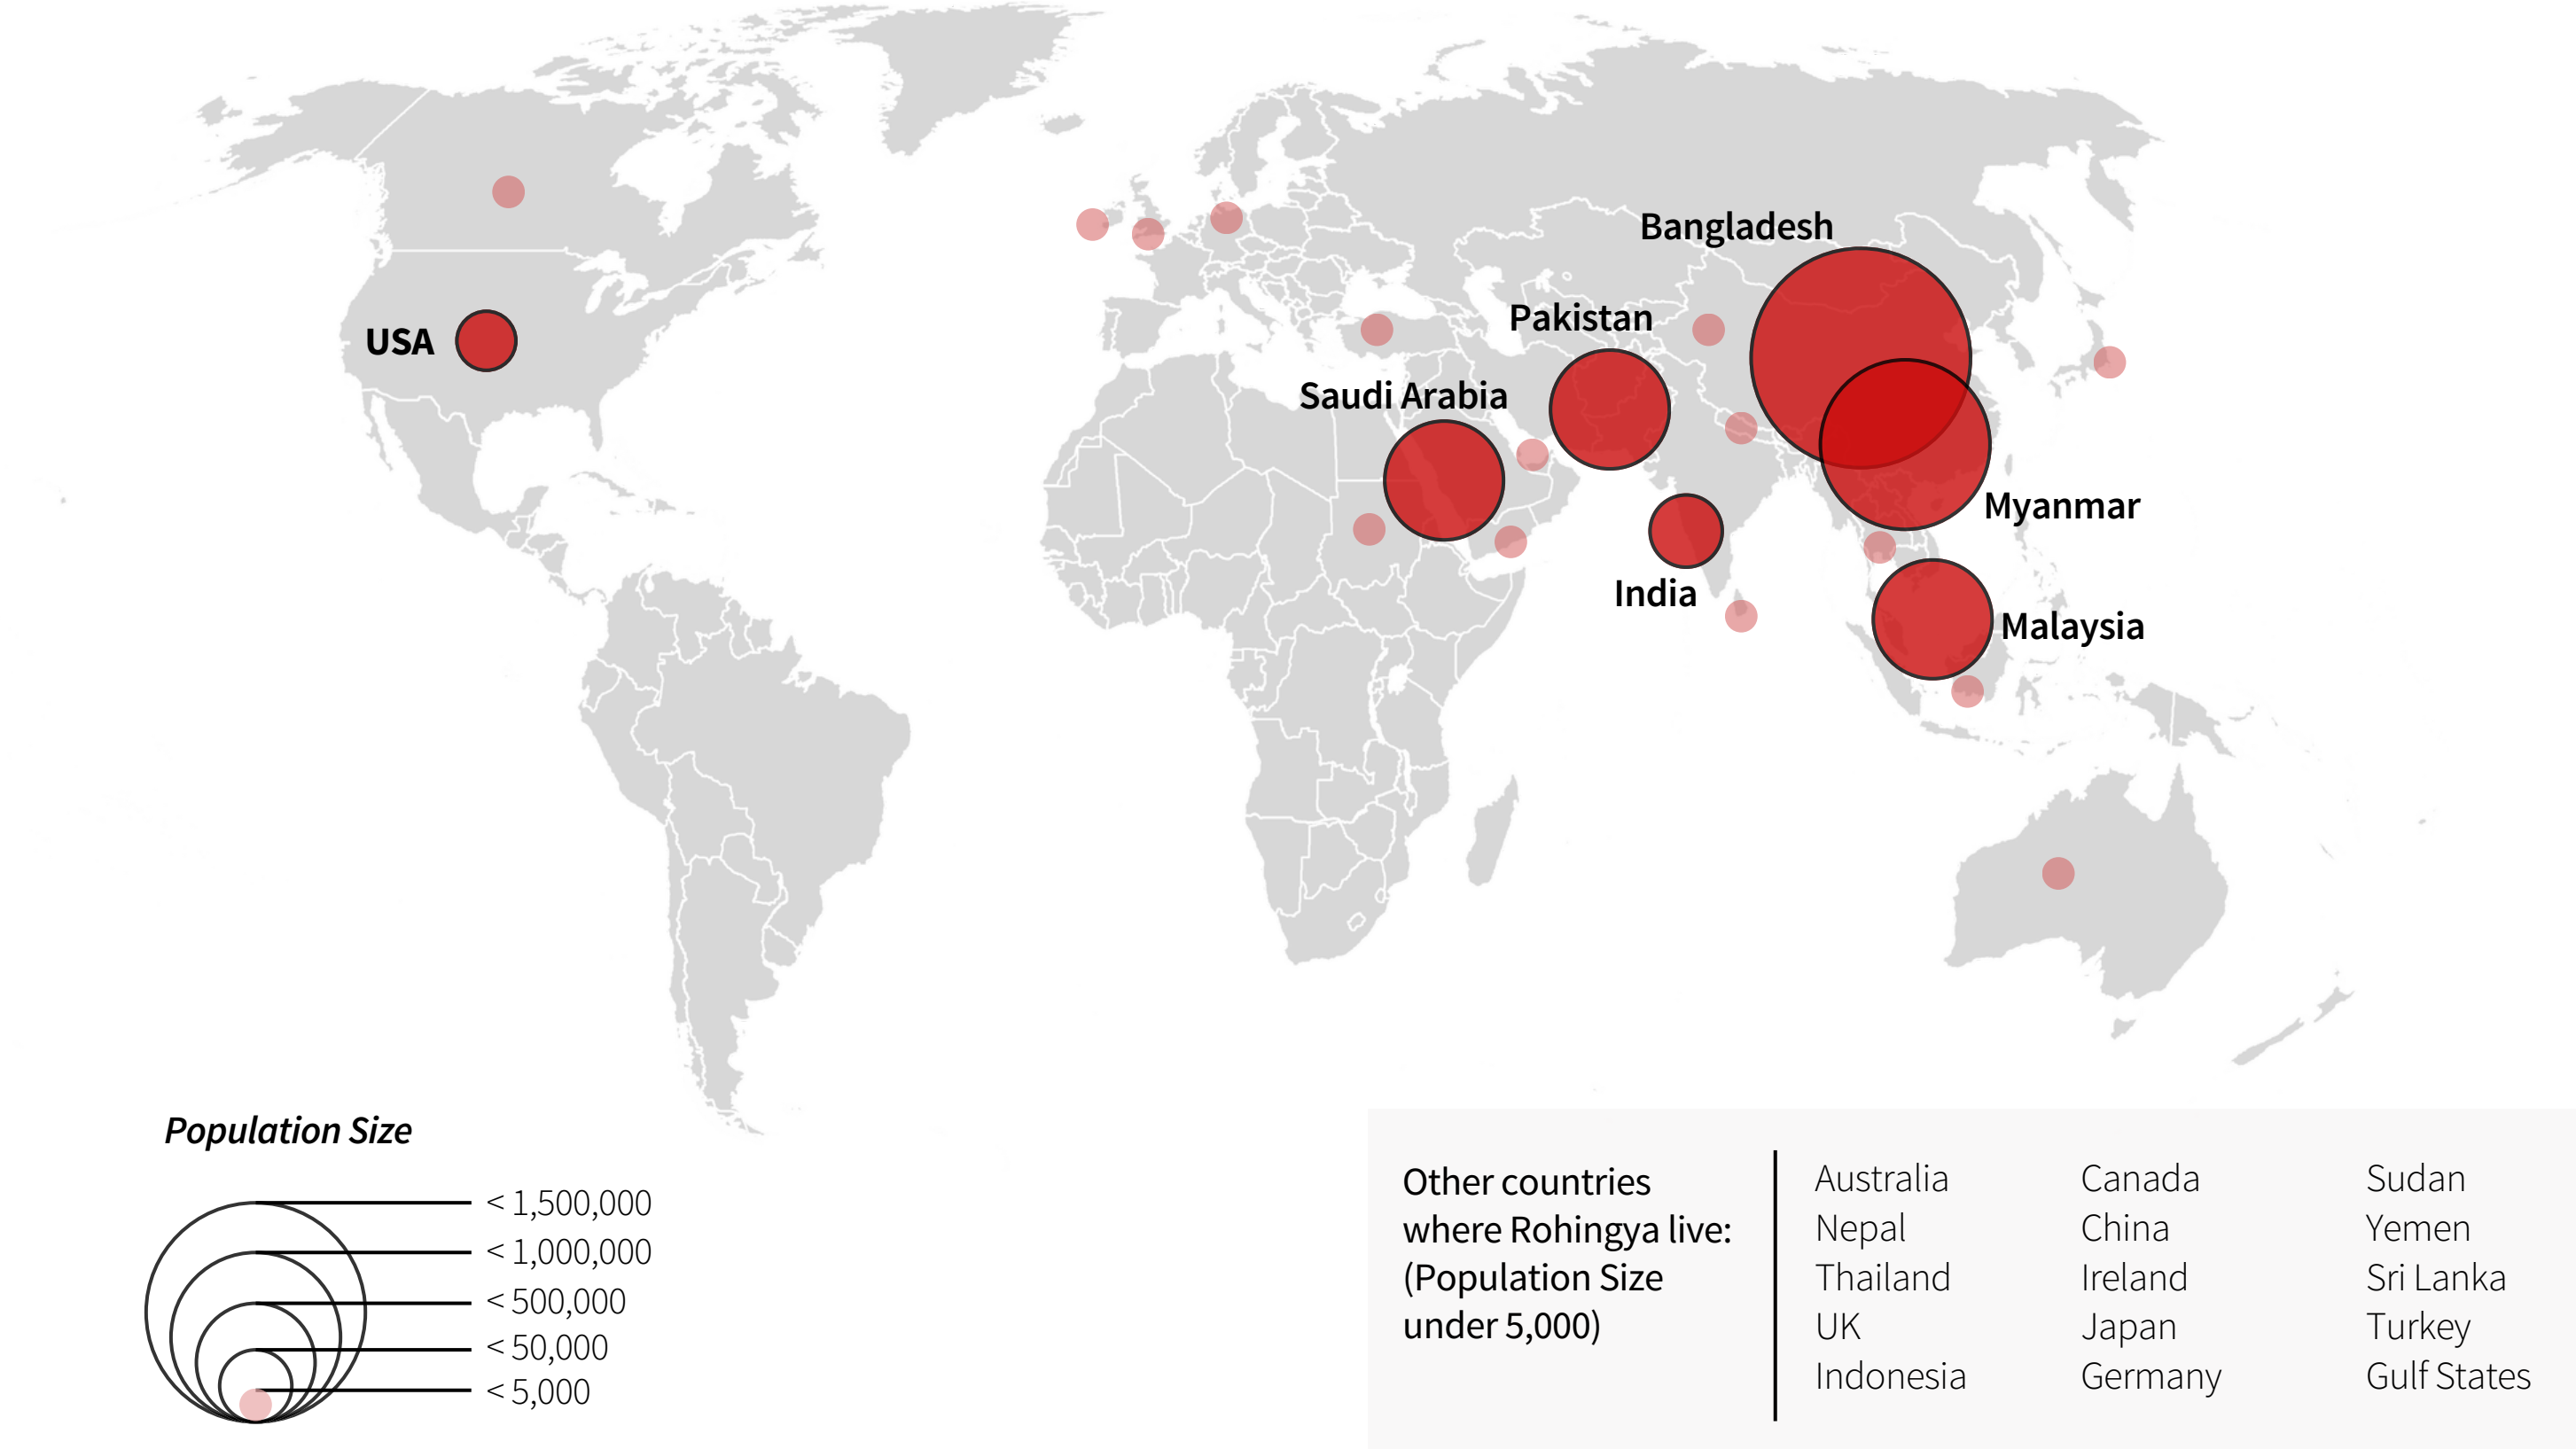 Bangladesh
Pakistan
USA
Saudi Arabia
Myanmar
India
Malaysia
Population Size
< 1,500,000
< 1,000,000
< 500,000
< 50,000
< 5,000
Other countries
where Rohingya live:
(Population Size
under 5,000)
Australia
Nepal
Thailand
UK
Indonesia
Canada
China
Ireland
Japan
Germany
Sudan
Yemen
Sri Lanka
Turkey
Gulf States